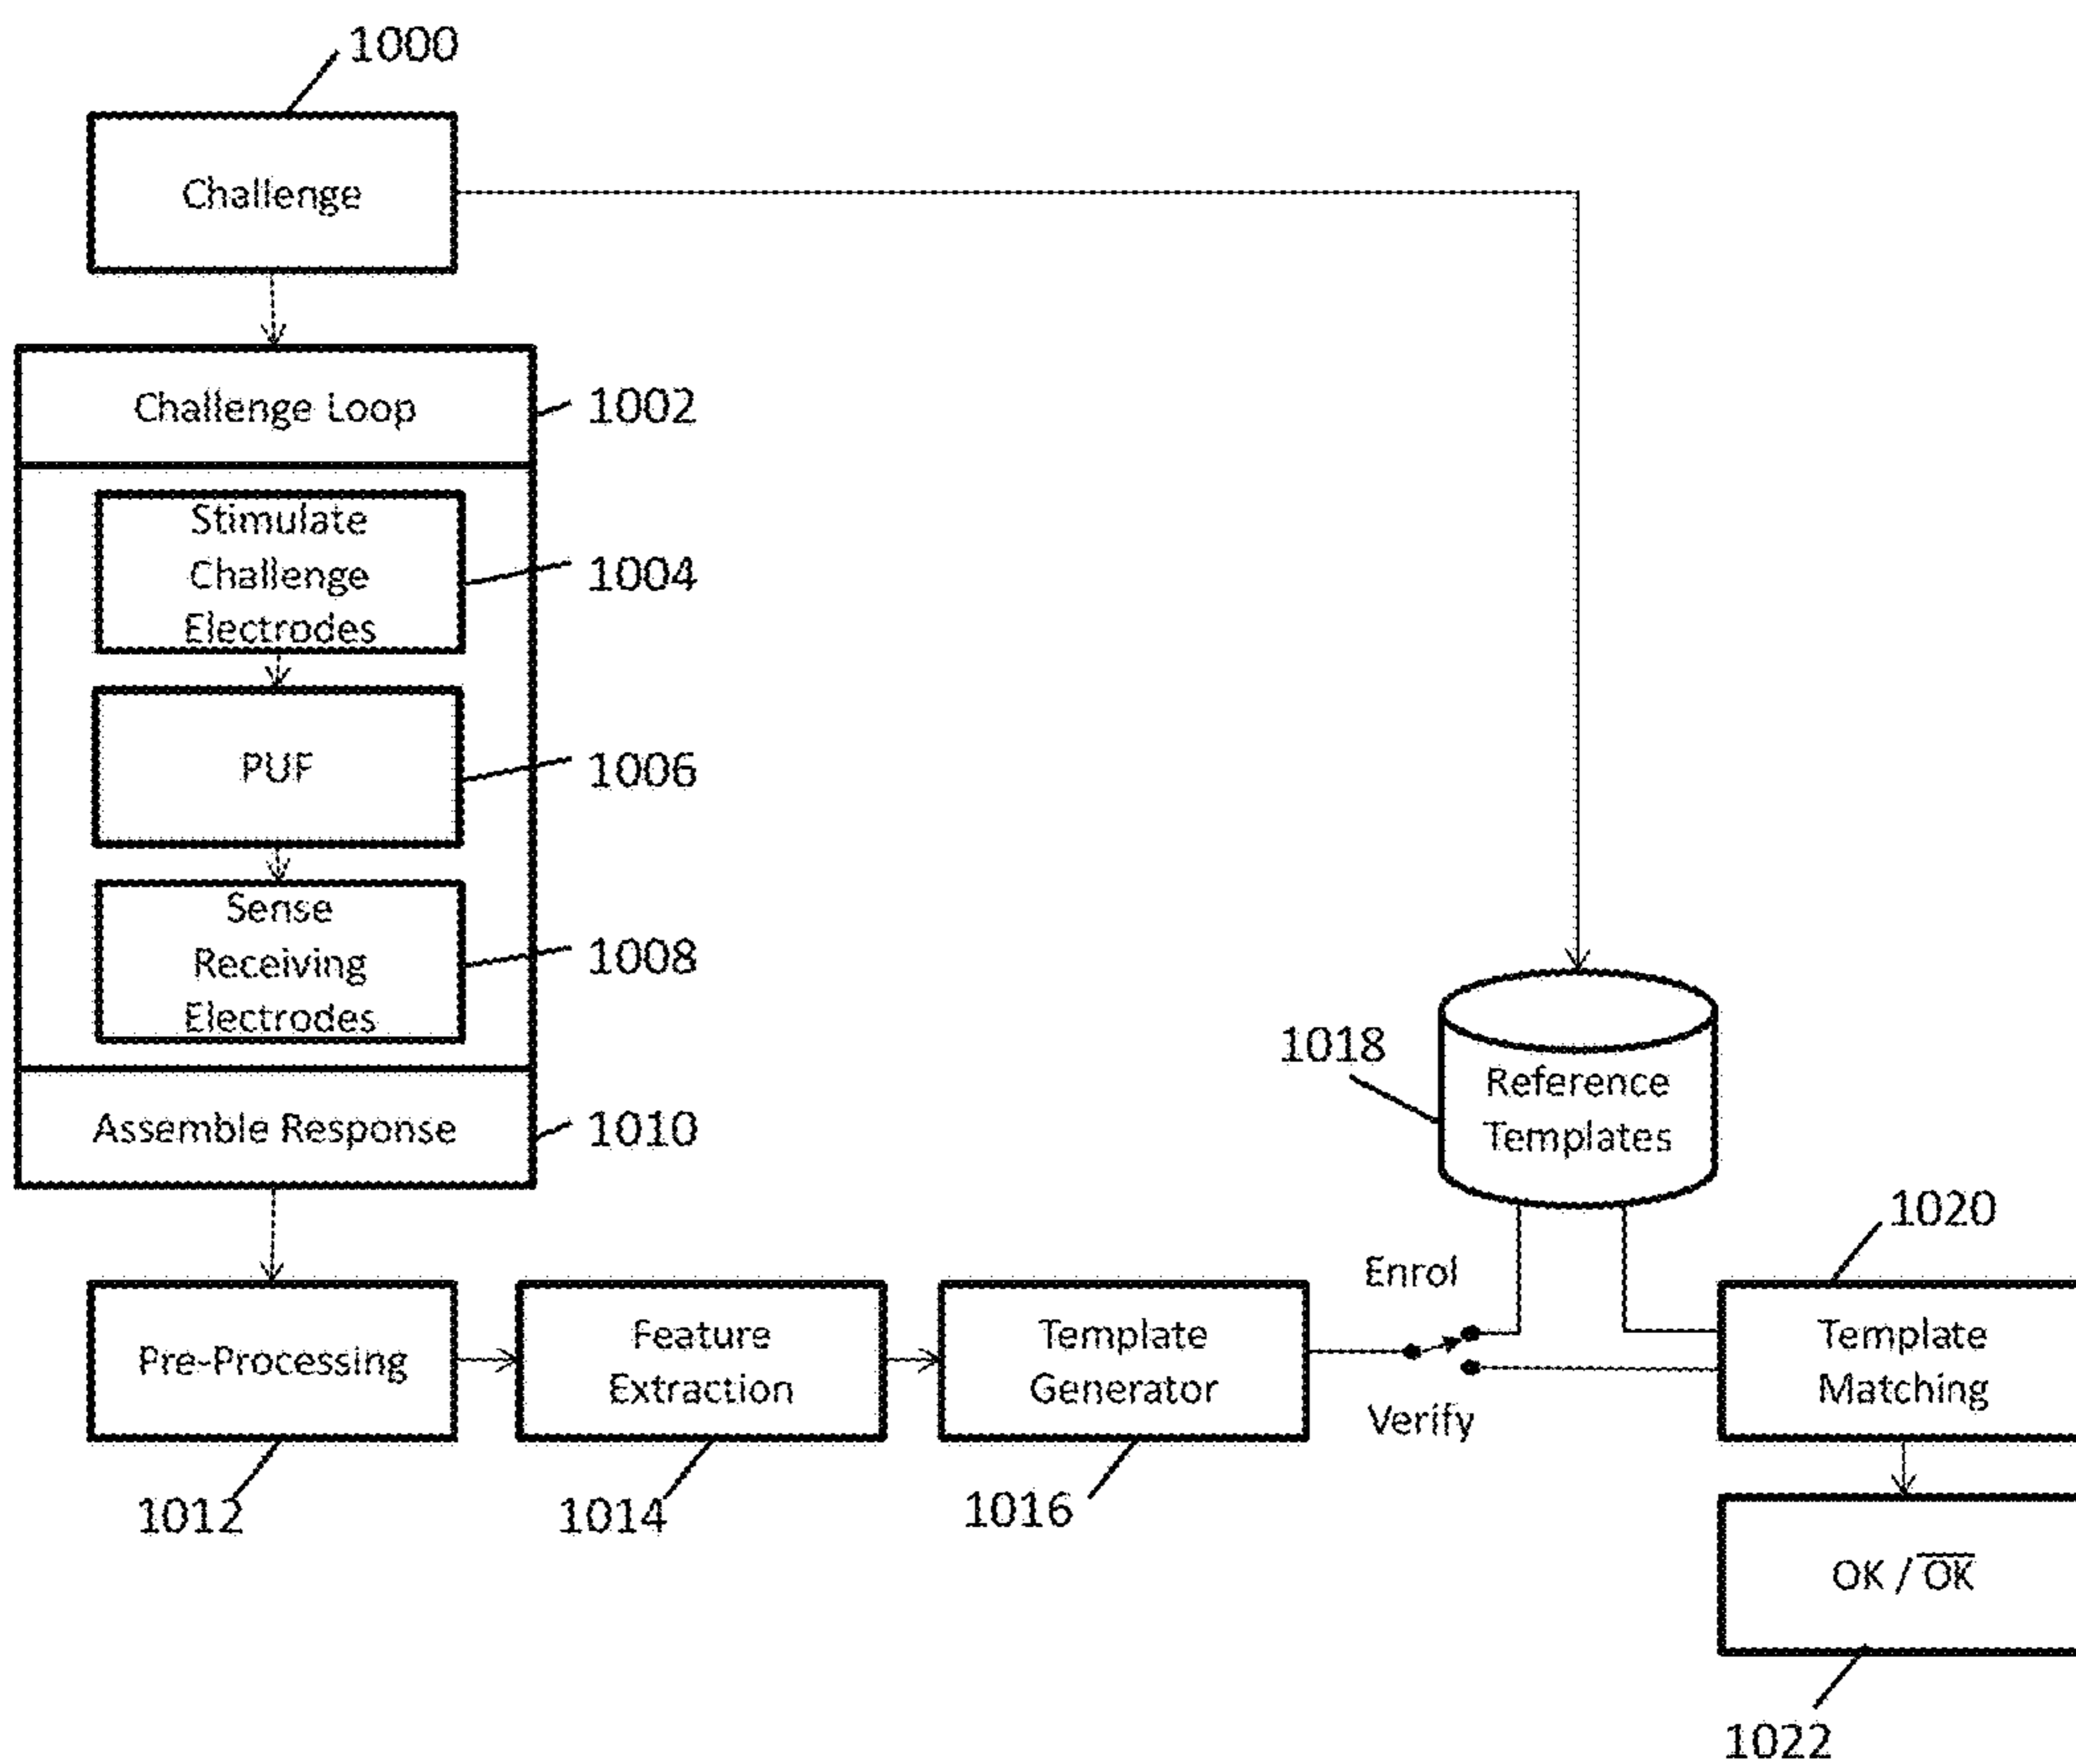 1000
Challenge
Challenge Loop
1002
Stimulate
Challenge
Electrodes
1004
PUF
1006
Sense
Receiving
Electrodes
1008
Assemble Response
1010
1018
Reference
Templates
1020
Enrol
Pre-Processing
Feature
Extraction
Template
Generator
Verify
Template
Matching
1012
1014
1016
OK / O̅K̅
1022